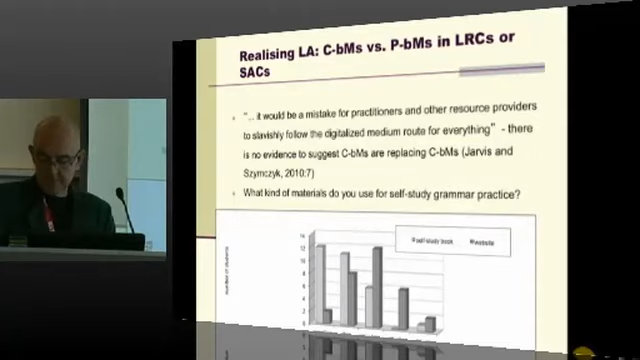 Realising LA: C-bMs vs. P-bMs in LRCs or
SACs
".. it would be a mistake for practitioners and other resource providers
to slavishly follow the digitalized medium route for everything" - there
is no evidence to suggest C-bMs are replacing C-bMs (Jarvis and
Szymczyk, 2010:7)
What kind of materials do you use for self-study grammar practice?
self study book
website
14
12
10
8
6
4
2
0